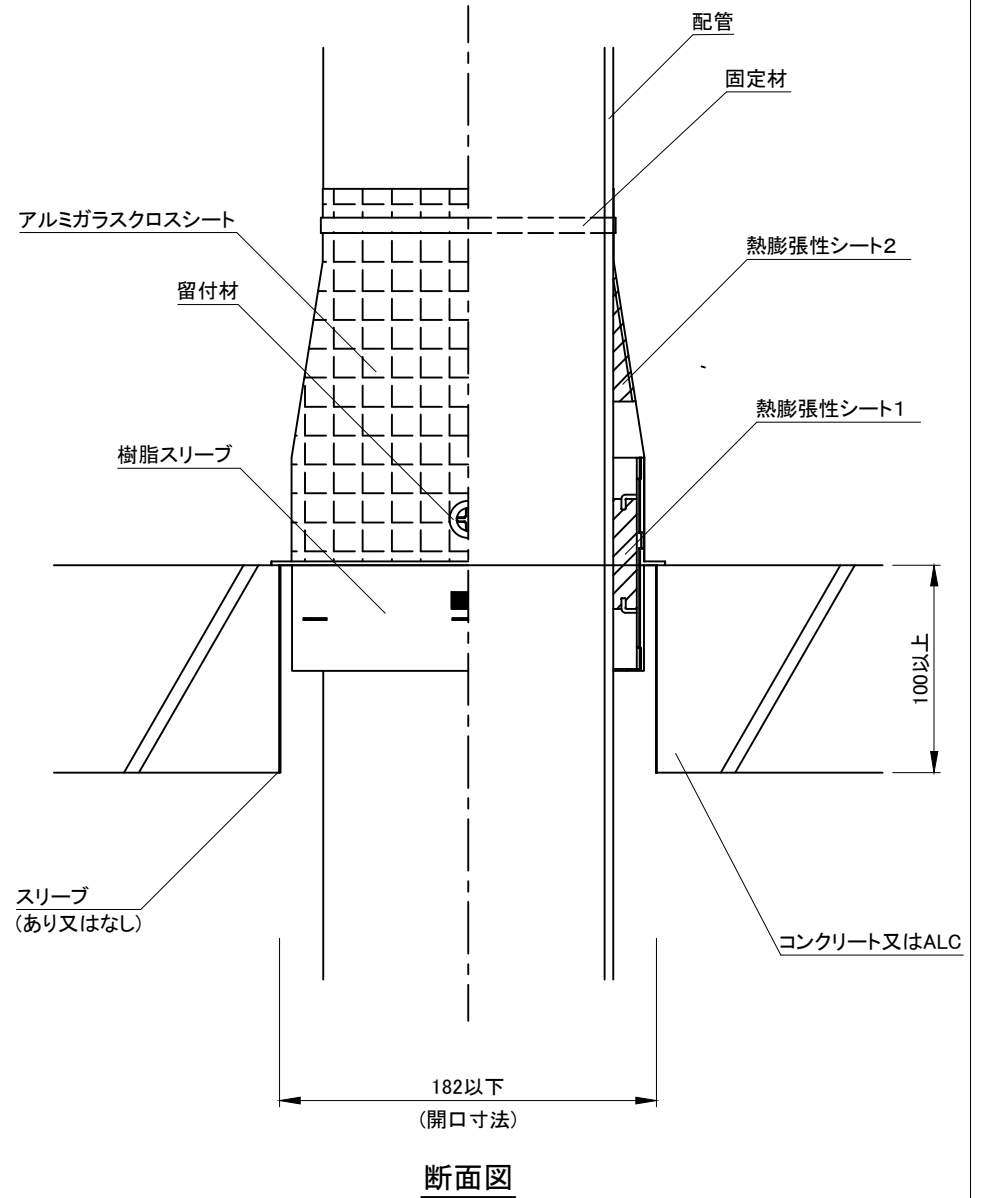 配管
固定材
アルミガラスクロスシート
熱膨張性シート2
留付材
熱膨張性シート1
樹脂スリーブ
100以上
スリーブ
(あり又はなし)
コンクリート又はALC
182以下
(開口寸法)
断面図